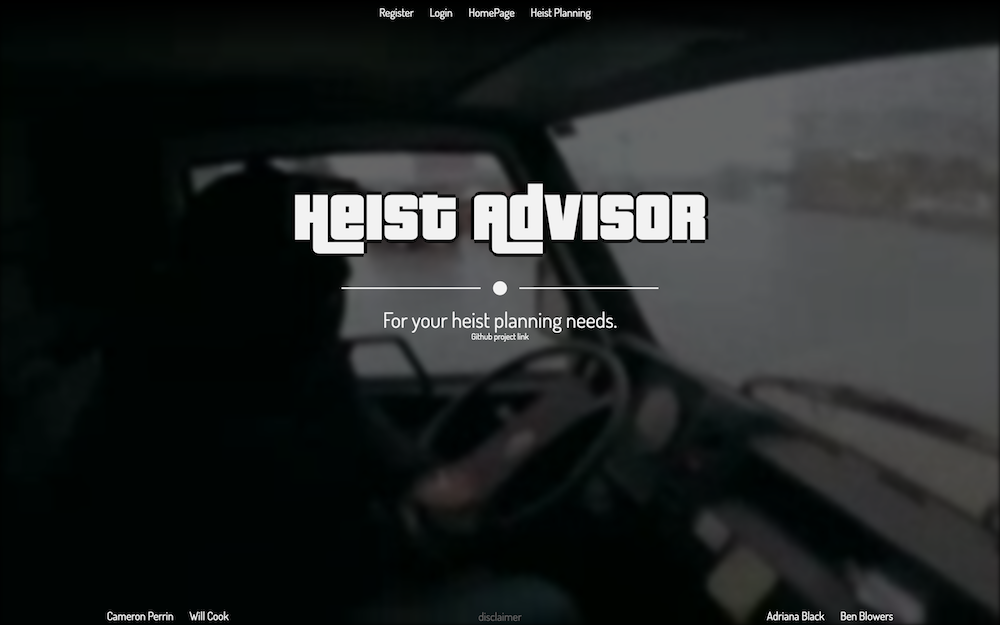 Register Login HomePage Heist Planning
Heist Advisor
For your heist planning needs.
Github project link
Cameron Perrin Will Cook disclaimer Adriana Black Ben Blowers